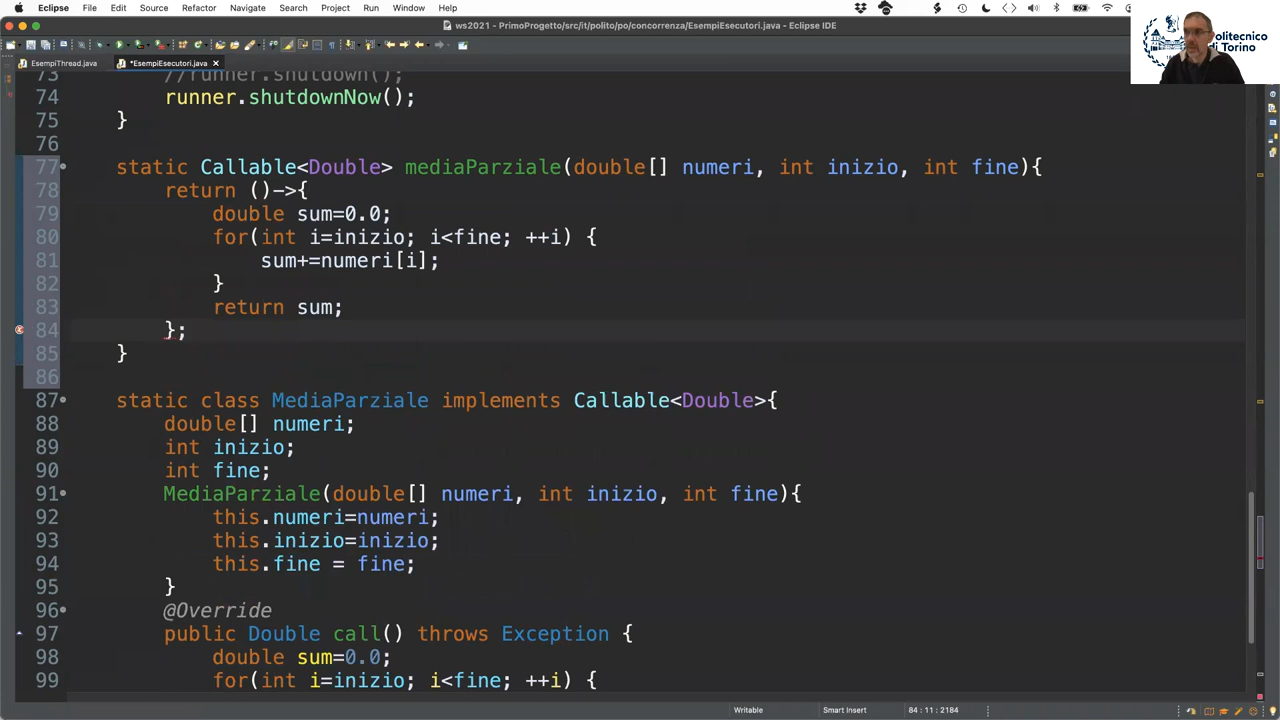 Eclipse File Edit Source Refactor Navigate Search Project Run Window Help
ws2021 - PrimoProgetto/src/it/polito/po/concorrenza/EsempiEsecutori.java - Eclipse IDE
Politecnico
di Torino
EsempiThread.java *EsempiEsecutori.java
73 //runner.shutdown();
74 runner.shutdownNow();
75 }
76
77 static Callable<Double> mediaParziale(double[] numeri, int inizio, int fine){
78 return ()->{
79 double sum=0.0;
80 for(int i=inizio; i<fine; ++i) {
81 sum+=numeri[i];
82 }
83 return sum;
84 };
85 }
86
87 static class MediaParziale implements Callable<Double>{
88 double[] numeri;
89 int inizio;
90 int fine;
91 MediaParziale(double[] numeri, int inizio, int fine){
92 this.numeri=numeri;
93 this.inizio=inizio;
94 this.fine = fine;
95 }
96 @Override
97 public Double call() throws Exception {
98 double sum=0.0;
99 for(int i=inizio; i<fine; ++i) {
Writable Smart Insert 84 : 11 : 2184